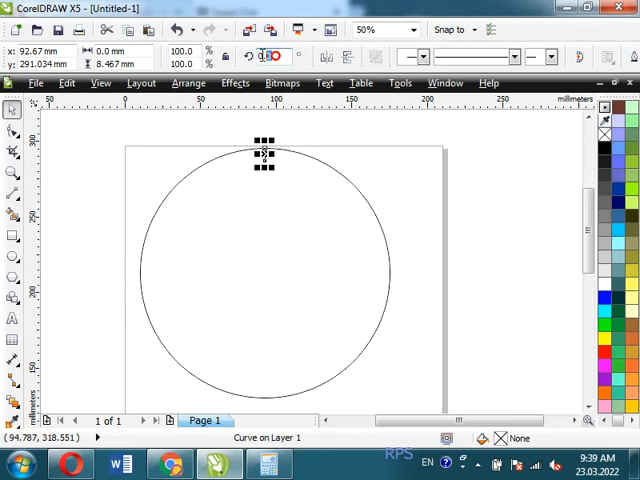 CorelDRAW X5 - [Untitled-1]
50%
Snap to
x: 92.67 mm
0.0 mm
100.0 %
y: 291.034 mm
8.467 mm
100.0 %
File Edit View Layout Arrange Effects Bitmaps Text Table Tools Window Help
50 0 50 100 150 200 250 millimeters
300
250
200
150
millimeters
1 of 1
Page 1
(94.787, 318.551)
Curve on Layer 1
None
RPS
EN
9:39 AM
23.03.2022